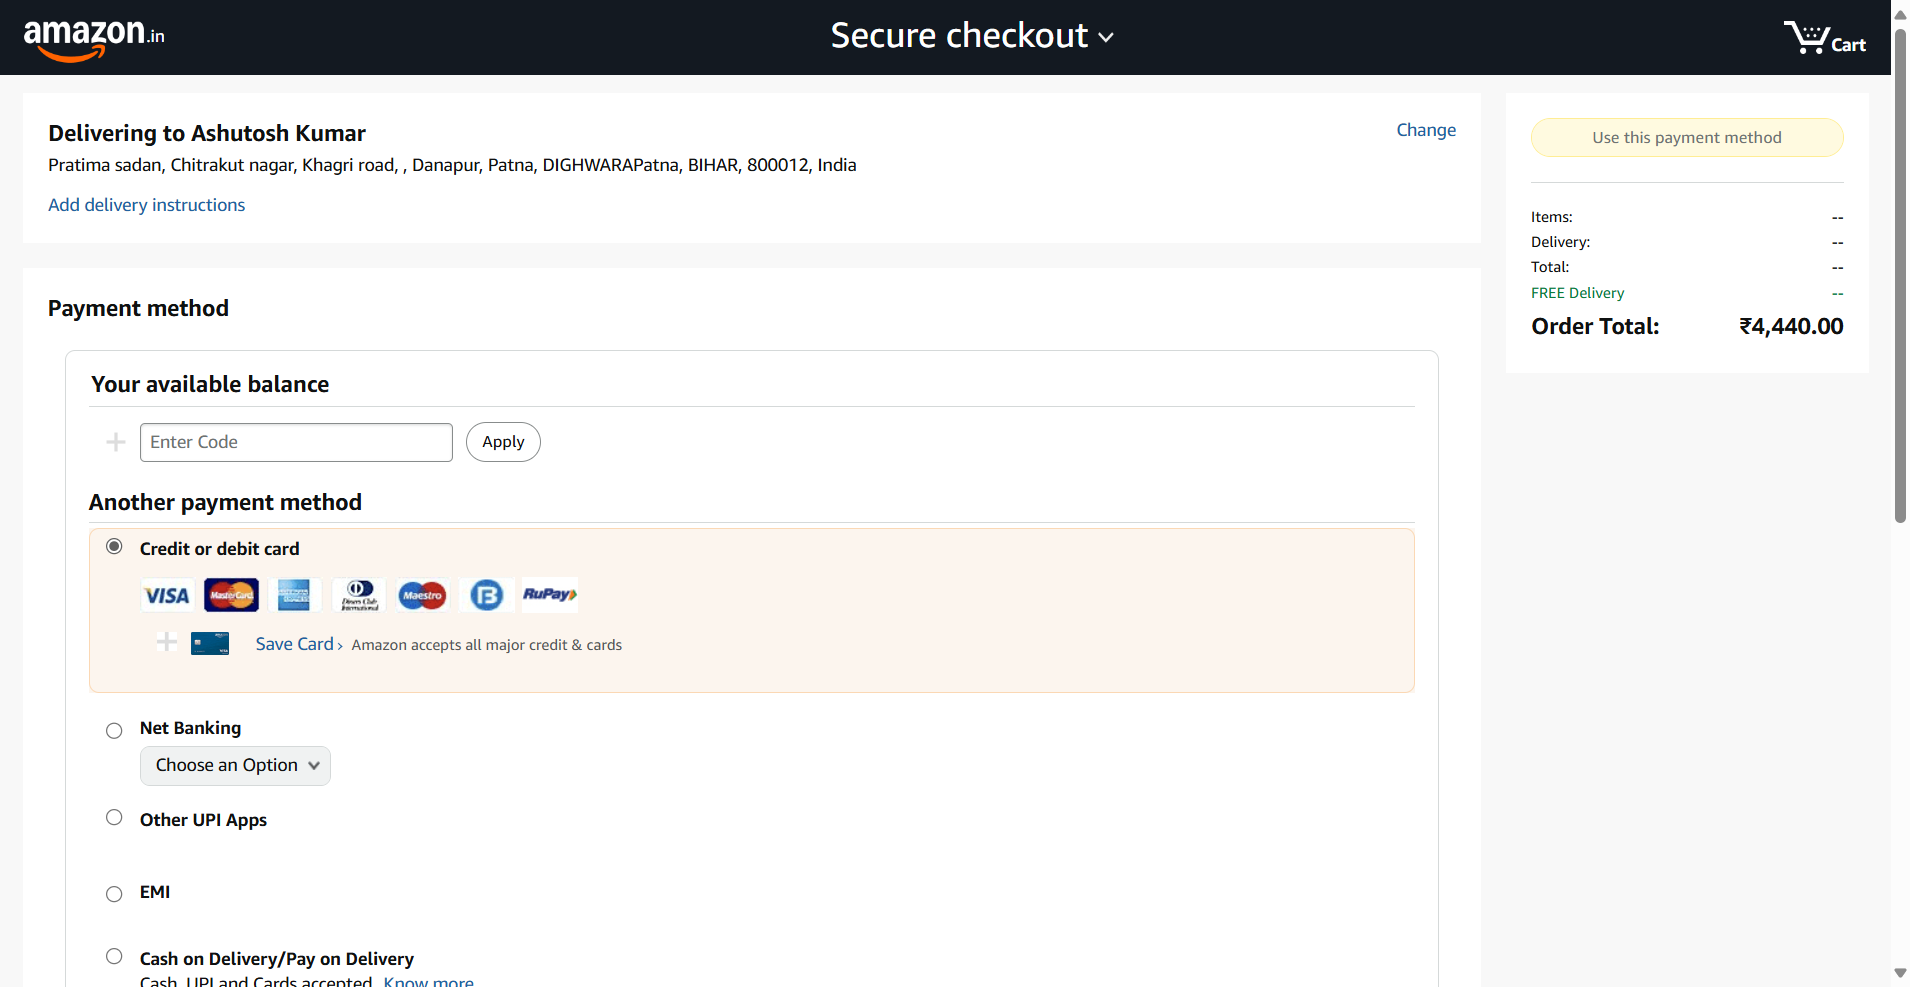 amazon.in
Secure checkout
Cart
Delivering to Ashutosh Kumar
Change
Pratima sadan, Chitrakut nagar, Khagri road, , Danapur, Patna, DIGHWARAPatna, BIHAR, 800012, India
Add delivery instructions
Payment method
Your available balance
Enter Code
Apply
Another payment method
Credit or debit card
VISA
MasterCard
Diners Club International
Maestro
RuPay
Save Card › Amazon accepts all major credit & cards
Net Banking
Choose an Option
Other UPI Apps
EMI
Cash on Delivery/Pay on Delivery
Cash, UPI and Cards accepted. Know more
Use this payment method
Items: --
Delivery: --
Total: --
FREE Delivery --
Order Total: ₹4,440.00